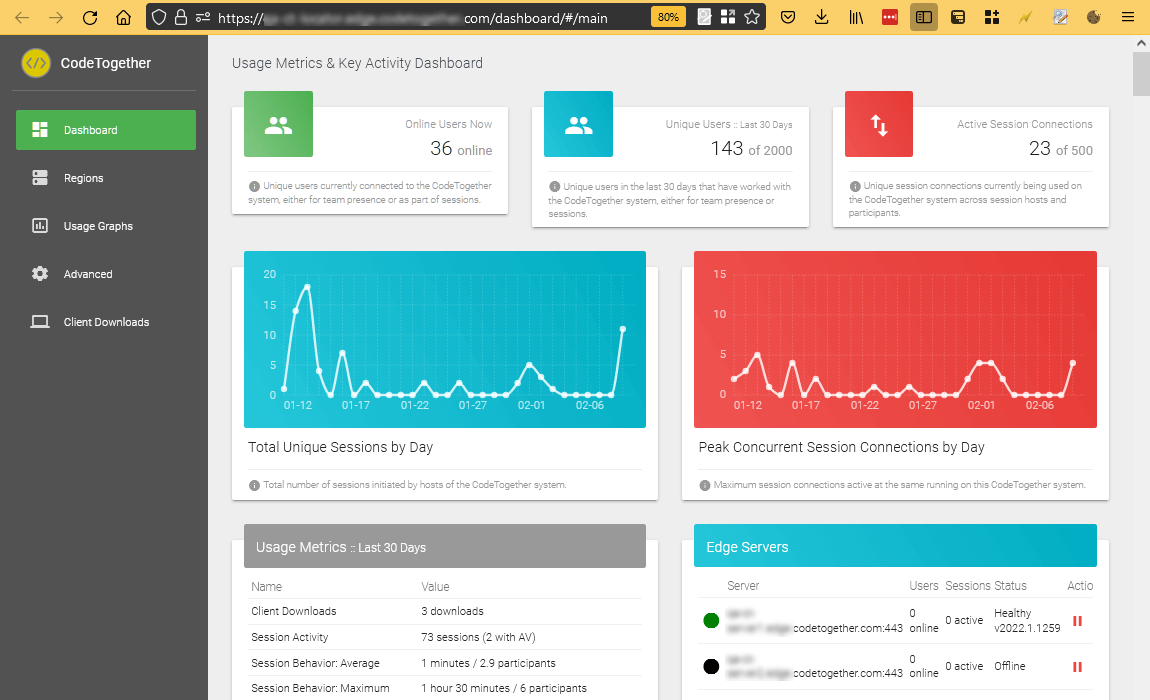 https://
.com/dashboard/#/main
80%
CodeTogether
Dashboard
Regions
Usage Graphs
Advanced
Client Downloads
Usage Metrics & Key Activity Dashboard
Online Users Now
36 online
Unique users currently connected to the CodeTogether
system, either for team presence or as part of sessions.
Unique Users :: Last 30 Days
143 of 2000
Unique users in the last 30 days that have worked with
the CodeTogether system, either for team presence or
sessions.
Active Session Connections
23 of 500
Unique session connections currently being used on
the CodeTogether system across session hosts and
participants.
20
15
10
5
0
01-12 01-17 01-22 01-27 02-01 02-06
Total Unique Sessions by Day
Total number of sessions initiated by hosts of the CodeTogether system.
15
10
5
0
01-12 01-17 01-22 01-27 02-01 02-06
Peak Concurrent Session Connections by Day
Maximum session connections active at the same running on this CodeTogether system.
Usage Metrics :: Last 30 Days
Name Value
Client Downloads 3 downloads
Session Activity 73 sessions (2 with AV)
Session Behavior: Average 1 minutes / 2.9 participants
Session Behavior: Maximum 1 hour 30 minutes / 6 participants
Edge Servers
Server Users Sessions Status Actio
0 Healthy
.codetogether.com:443 online 0 active v2022.1.1259
0
.codetogether.com:443 online 0 active Offline